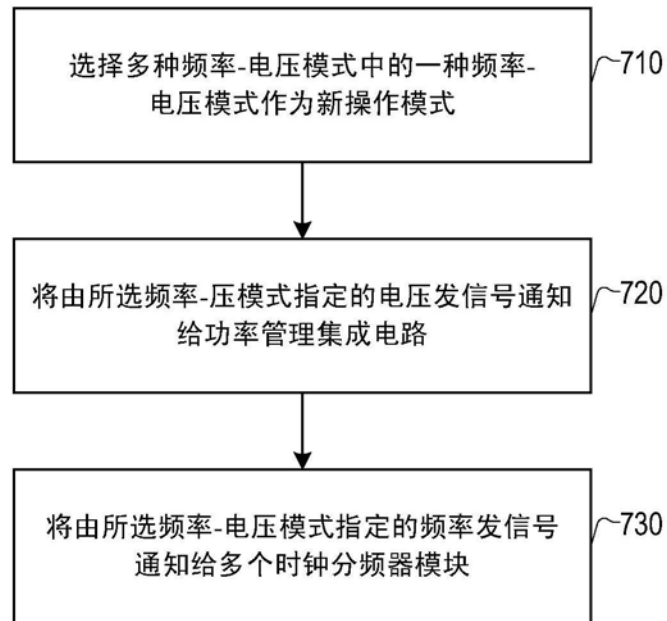 选择多种频率-电压模式中的一种频率-
电压模式作为新操作模式
710
将由所选频率-压模式指定的电压发信号通知
给功率管理集成电路
720
将由所选频率-电压模式指定的频率发信号
通知给多个时钟分频器模块
730